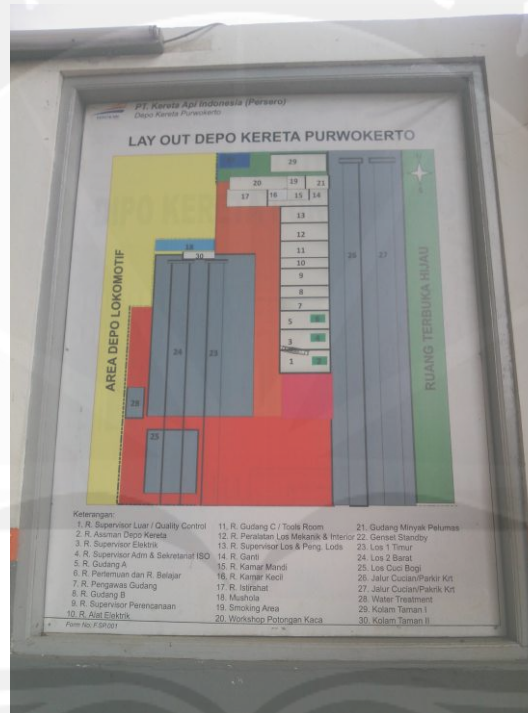 PT. Kereta Api Indonesia (Persero)
Depo Kereta Purwokerto
LAY OUT DEPO KERETA PURWOKERTO
29
20 19 21
17 16 15 14
13
12
11
10
9
8
7
5
3
1
18
30
24 23
28
25
26 27
AREA DEPO LOKOMOTIF
RUANG TERBUKA HIJAU
Keterangan:
1. R. Supervisor Luar / Quality Control
2. R. Assman Depo Kereta
3. R. Supervisor Elektrik
4. R. Supervisor Adm & Sekretariat ISO
5. R. Gudang A
6. R. Pertemuan dan R. Belajar
7. R. Pengawas Gudang
8. R. Gudang B
9. R. Supervisor Perencanaan
10. R. Alat Elektrik
11. R. Gudang C / Tools Room
12. R. Peralatan Los Mekanik & Interior
13. R. Supervisor Los & Peng. Lods
14. R. Ganti
15. R. Kamar Mandi
16. R. Kamar Kecil
17. R. Istirahat
18. Mushola
19. Smoking Area
20. Workshop Potongan Kaca
21. Gudang Minyak Pelumas
22. Genset Standby
23. Los 1 Timur
24. Los 2 Barat
25. Los Cuci Bogi
26. Jalur Cucian/Parkir Krt
27. Jalur Cucian/Pakrik Krt
28. Water Treatment
29. Kolam Taman I
30. Kolam Taman II
Form No: F.SP201